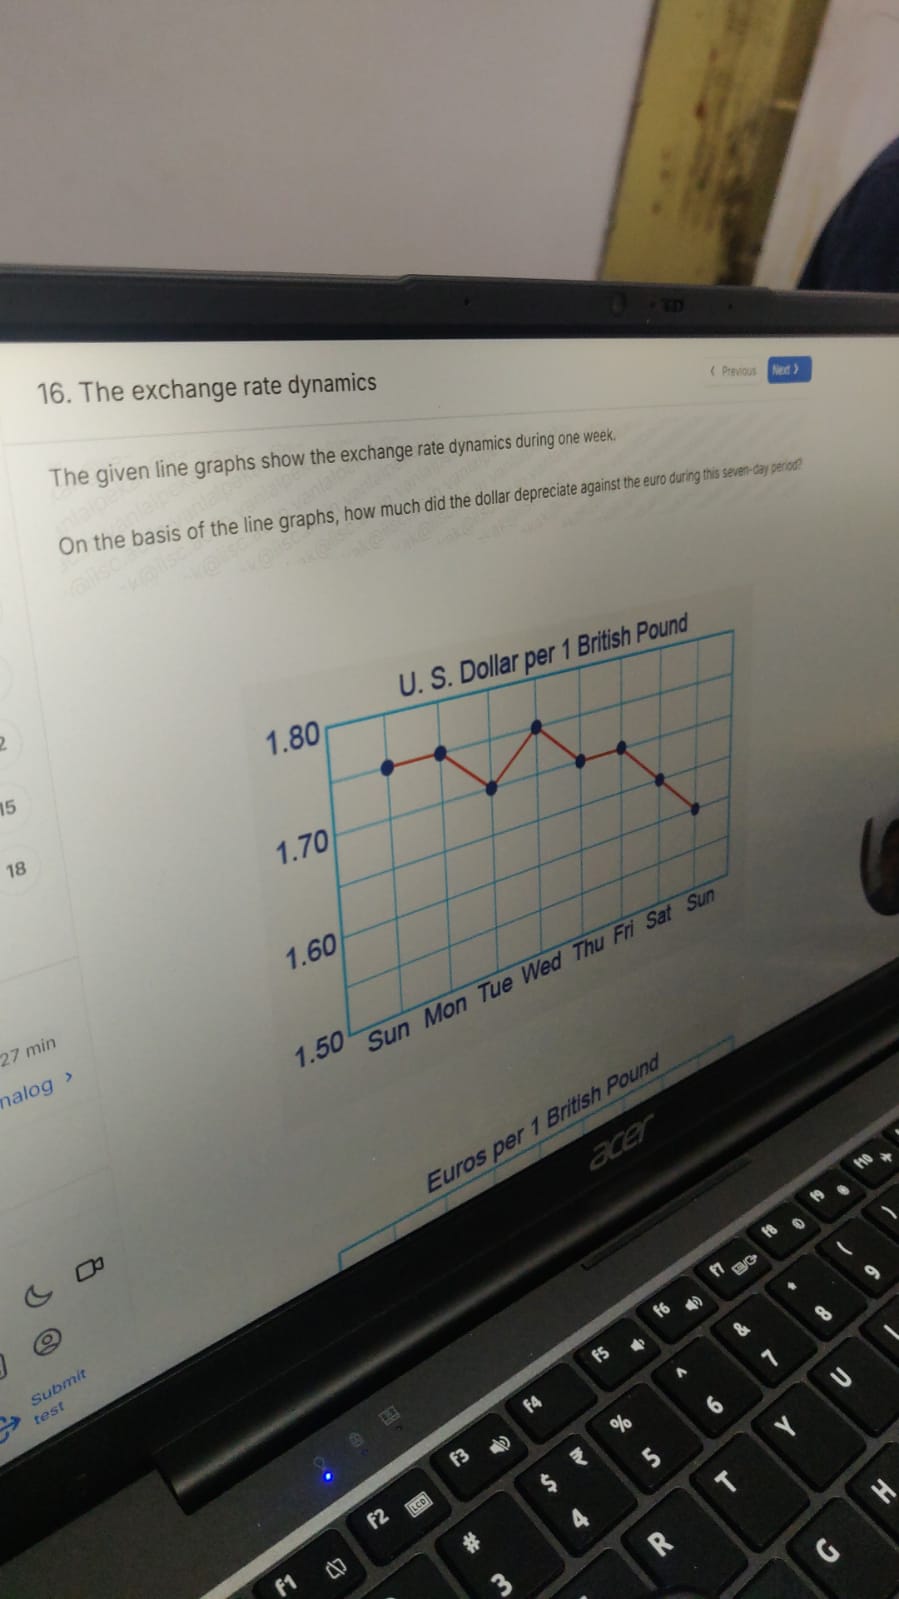 16. The exchange rate dynamics
Previous
Next
The given line graphs show the exchange rate dynamics during one week.
On the basis of the line graphs, how much did the dollar depreciate against the euro during this seven-day period?
U. S. Dollar per 1 British Pound
1.80
1.70
1.60
1.50
Sun Mon Tue Wed Thu Fri Sat Sun
Euros per 1 British Pound
2
15
18
27 min
nalog
Submit
test
acer
F1
F2
LCD
F3
F4
F5
F6
F7
F8
F9
F10
#
3
$ ₹
4
%
5
^
6
&
7
*
8
(
9
)
R
T
Y
U
G
H